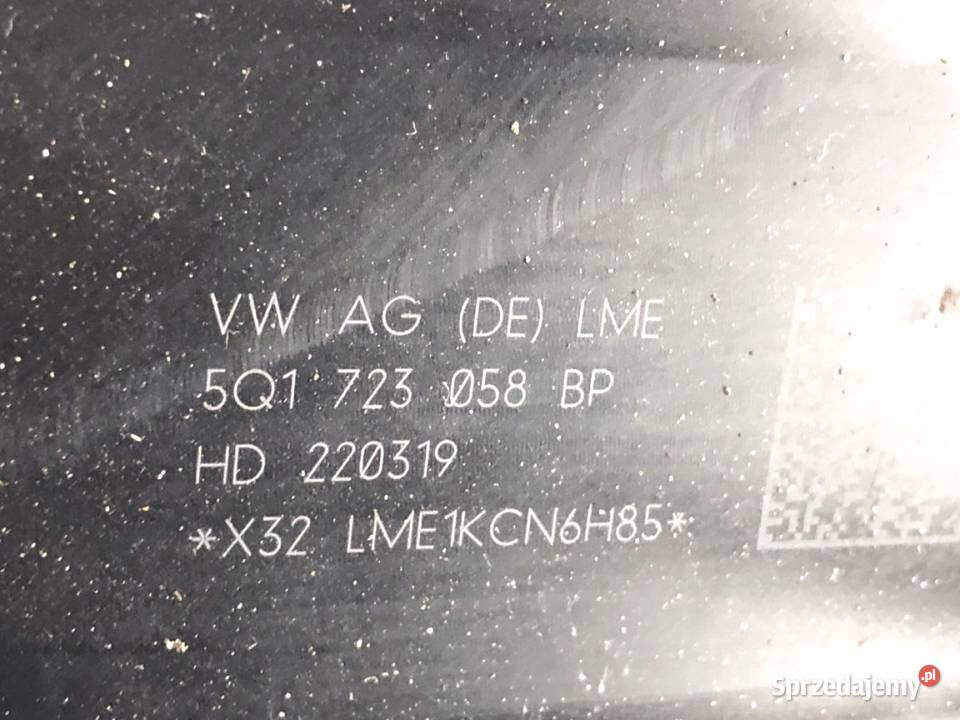 VW AG (DE) LME
5Q1 723 058 BP
HD 220319
*X32 LME1KCN6H85*
Sprzedajemy.pl